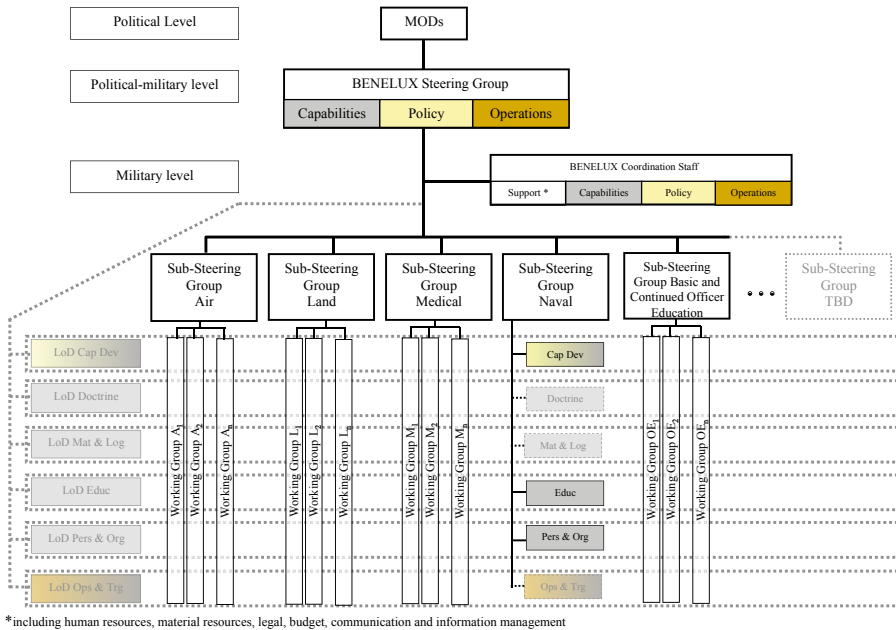 Political Level
MODs
Political-military level
BENELUX Steering Group
Capabilities
Policy
Operations
Military level
BENELUX Coordination Staff
Support *
Capabilities
Policy
Operations
Sub-Steering
Group
Air
Sub-Steering
Group
Land
Sub-Steering
Group
Medical
Sub-Steering
Group
Naval
Sub-Steering
Group Basic and
Continued Officer
Education
...
Sub-Steering
Group
TBD
LoD Cap Dev
LoD Doctrine
LoD Mat & Log
LoD Educ
LoD Pers & Org
LoD Ops & Trg
Working Group A1
Working Group A2
Working Group An
Working Group L1
Working Group L2
Working Group Ln
Working Group M1
Working Group M2
Working Group Mn
Cap Dev
Doctrine
Mat & Log
Educ
Pers & Org
Ops & Trg
Working Group OE1
Working Group OE2
Working Group OEn
*including human resources, material resources, legal, budget, communication and information management